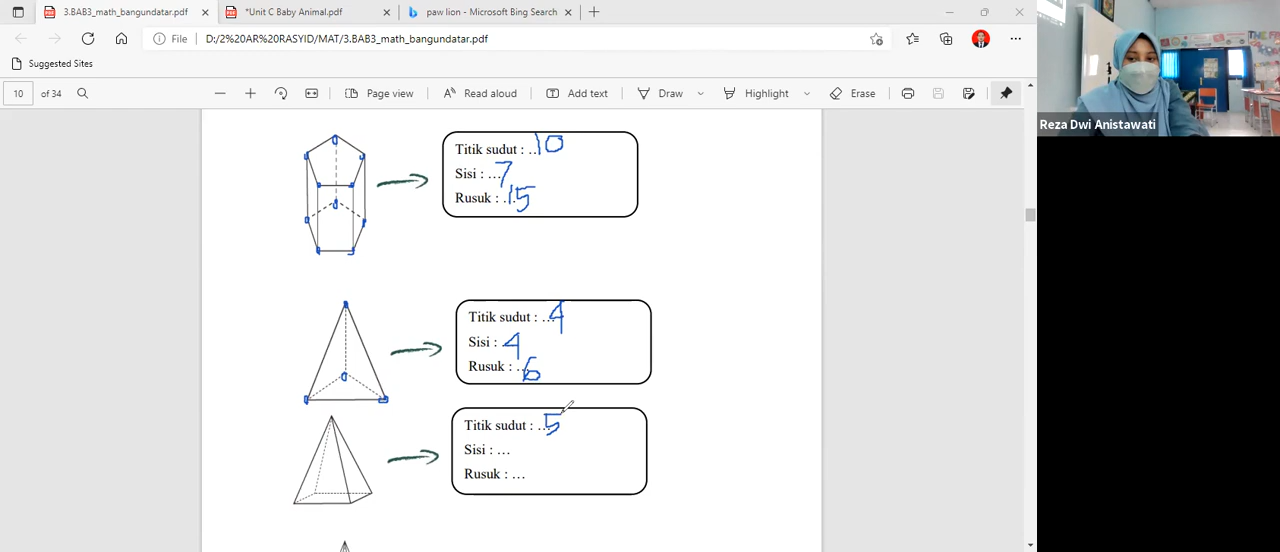 3.BAB3_math_bangundatar.pdf
*Unit C Baby Animal.pdf
paw lion - Microsoft Bing Search
File
D:/2%20AR%20RASYID/MAT/3.BAB3_math_bangundatar.pdf
Suggested Sites
10 of 34
Page view
Read aloud
Add text
Draw
Highlight
Erase
Reza Dwi Anistawati
Titik sudut : ...10
Sisi : ...7
Rusuk : ...15
Titik sudut : ...4
Sisi : ...4
Rusuk : ...6
Titik sudut : ...5
Sisi : ...
Rusuk : ...